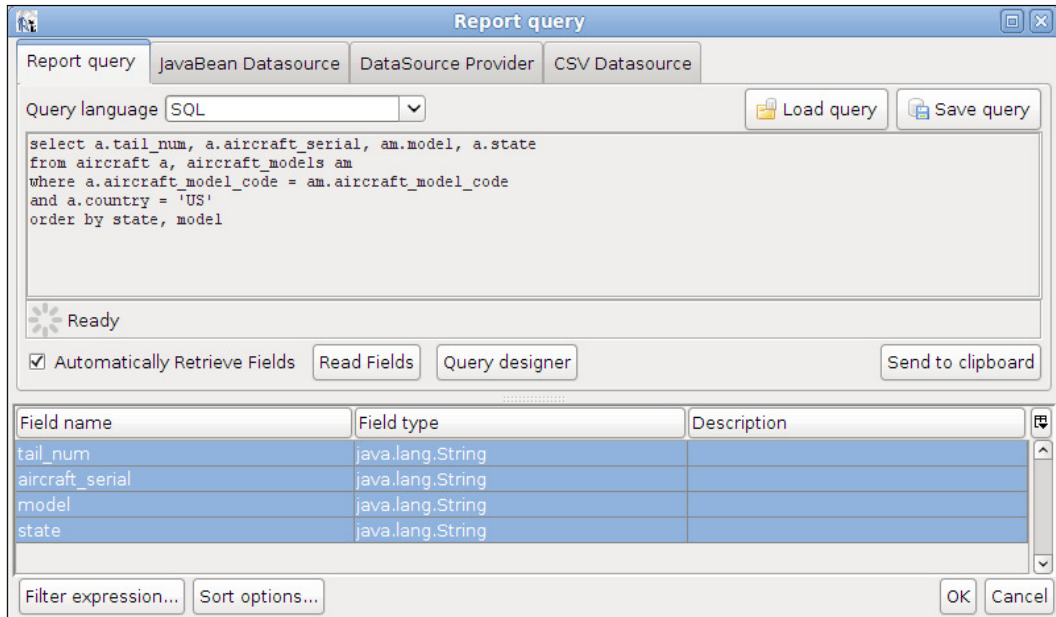 Report query
Report query JavaBean Datasource DataSource Provider CSV Datasource
Query language SQL Load query Save query
select a.tail_num, a.aircraft_serial, am.model, a.state
from aircraft a, aircraft_models am
where a.aircraft_model_code = am.aircraft_model_code
and a.country = 'US'
order by state, model
Ready
Automatically Retrieve Fields Read Fields Query designer Send to clipboard
Field name Field type Description
tail_num java.lang.String
aircraft_serial java.lang.String
model java.lang.String
state java.lang.String
Filter expression... Sort options... OK Cancel